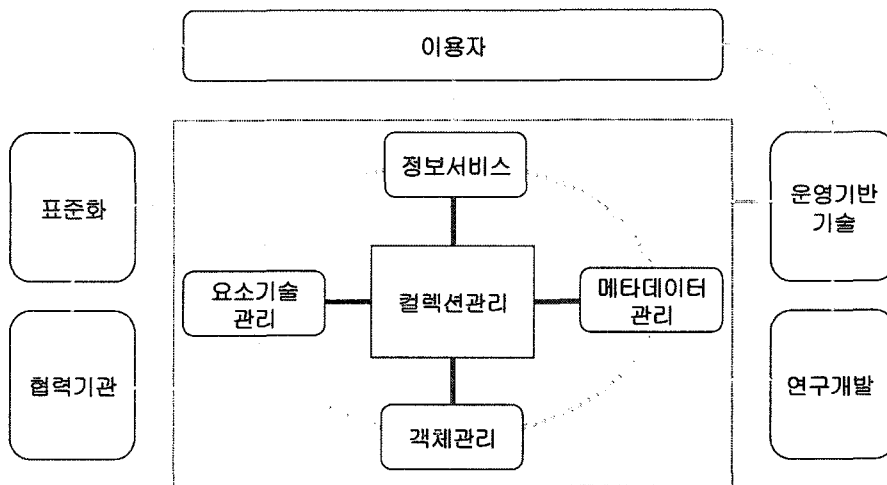 이용자
정보서비스
표준화
운영기반
기술
요소기술
관리
컬렉션관리
메타데이터
관리
협력기관
객체관리
연구개발